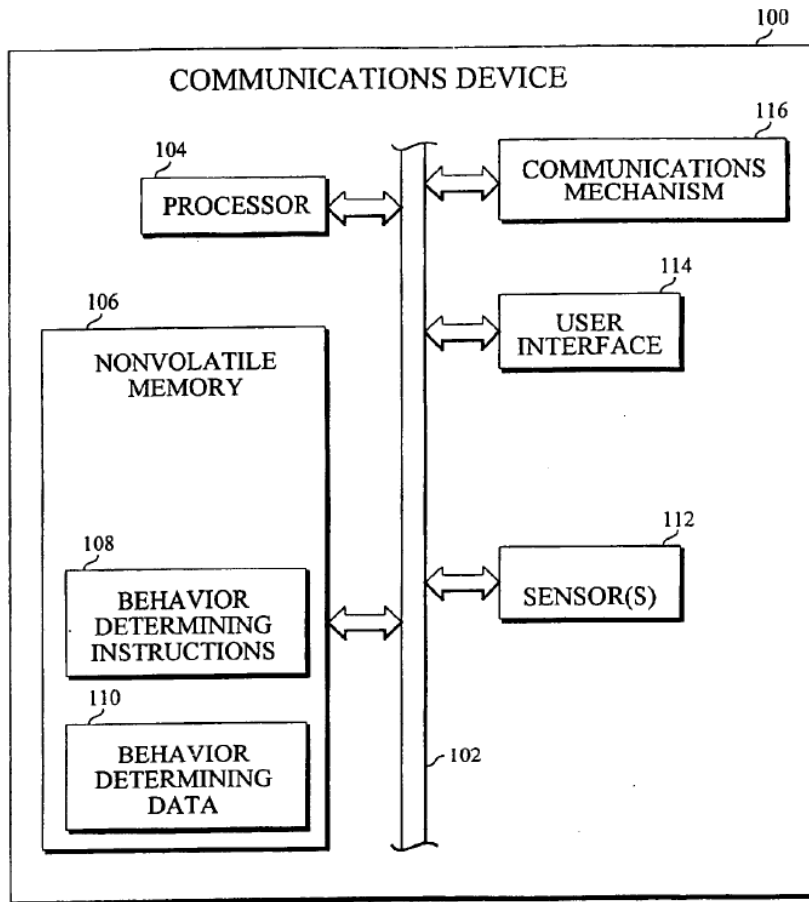 100
COMMUNICATIONS DEVICE
104
PROCESSOR
116
COMMUNICATIONS
MECHANISM
114
USER
INTERFACE
106
NONVOLATILE
MEMORY
112
SENSOR(S)
108
BEHAVIOR
DETERMINING
INSTRUCTIONS
110
BEHAVIOR
DETERMINING
DATA
102